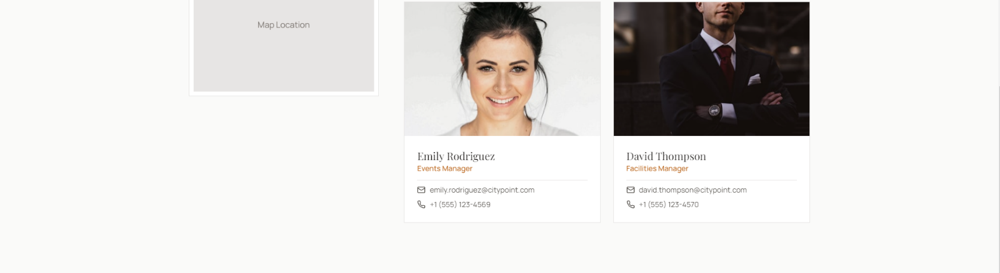 Map Location
Emily Rodriguez
Events Manager
emily.rodriguez@citypoint.com
+1 (555) 123-4569
David Thompson
Facilities Manager
david.thompson@citypoint.com
+1 (555) 123-4570